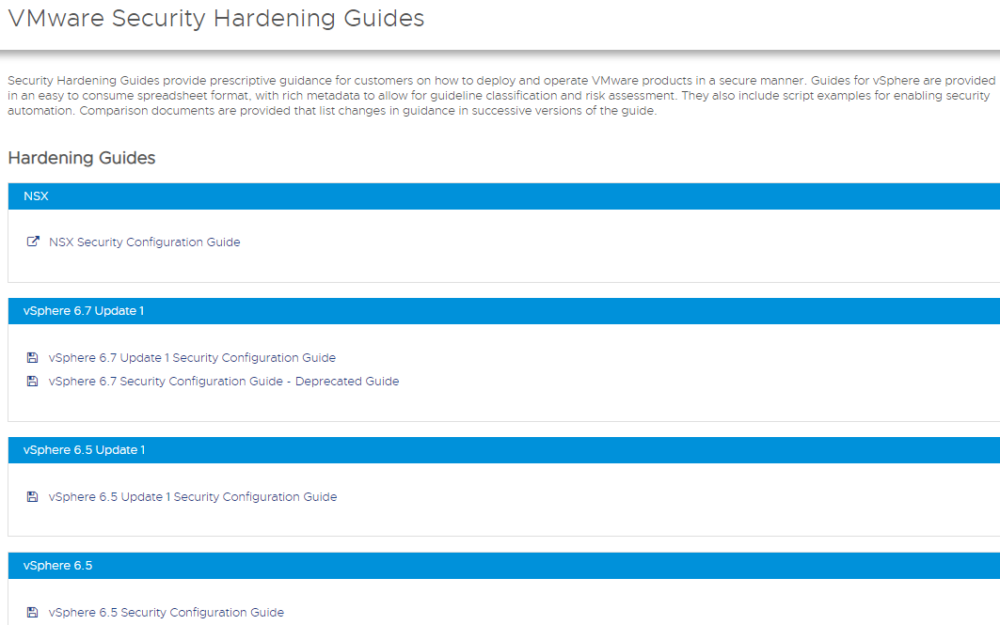 VMware Security Hardening Guides
Security Hardening Guides provide prescriptive guidance for customers on how to deploy and operate VMware products in a secure manner. Guides for vSphere are provided
in an easy to consume spreadsheet format, with rich metadata to allow for guideline classification and risk assessment. They also include script examples for enabling security
automation. Comparison documents are provided that list changes in guidance in successive versions of the guide.
Hardening Guides
NSX
NSX Security Configuration Guide
vSphere 6.7 Update 1
vSphere 6.7 Update 1 Security Configuration Guide
vSphere 6.7 Security Configuration Guide - Deprecated Guide
vSphere 6.5 Update 1
vSphere 6.5 Update 1 Security Configuration Guide
vSphere 6.5
vSphere 6.5 Security Configuration Guide